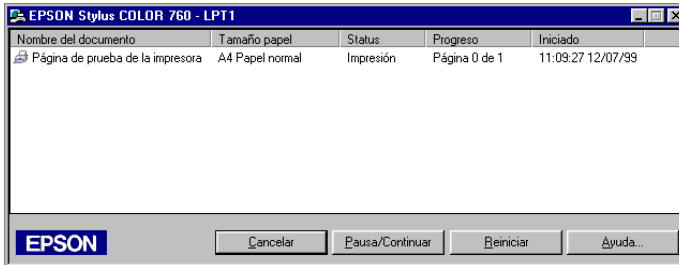 EPSON Stylus COLOR 760 - LPT1
Nombre del documento Tamaño papel Status Progreso Iniciado
Página de prueba de la impresora A4 Papel normal Impresión Página 0 de 1 11:09:27 12/07/99
EPSON Cancelar Pausa/Continuar Reiniciar Ayuda...